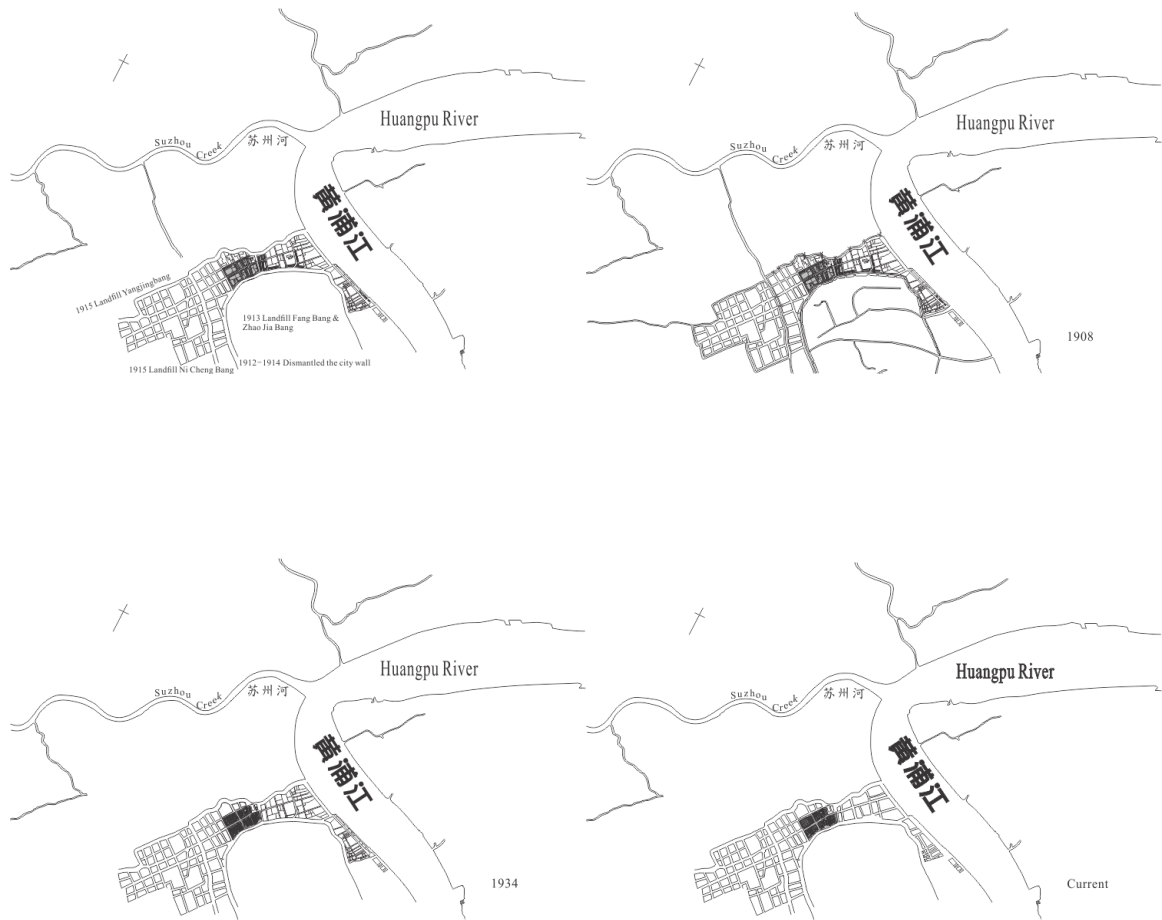 Huangpu River
Suzhou Creek
苏州河
黄浦江
1915 Landfill Yangjingbang
1913 Landfill Fang Bang &
Zhao Jia Bang
1912-1914 Dismantled the city wall
1915 Landfill Ni Cheng Bang
Huangpu River
Suzhou Creek
苏州河
黄浦江
1908
Huangpu River
Suzhou Creek
苏州河
黄浦江
1934
Huangpu River
Suzhou Creek
苏州河
黄浦江
Current